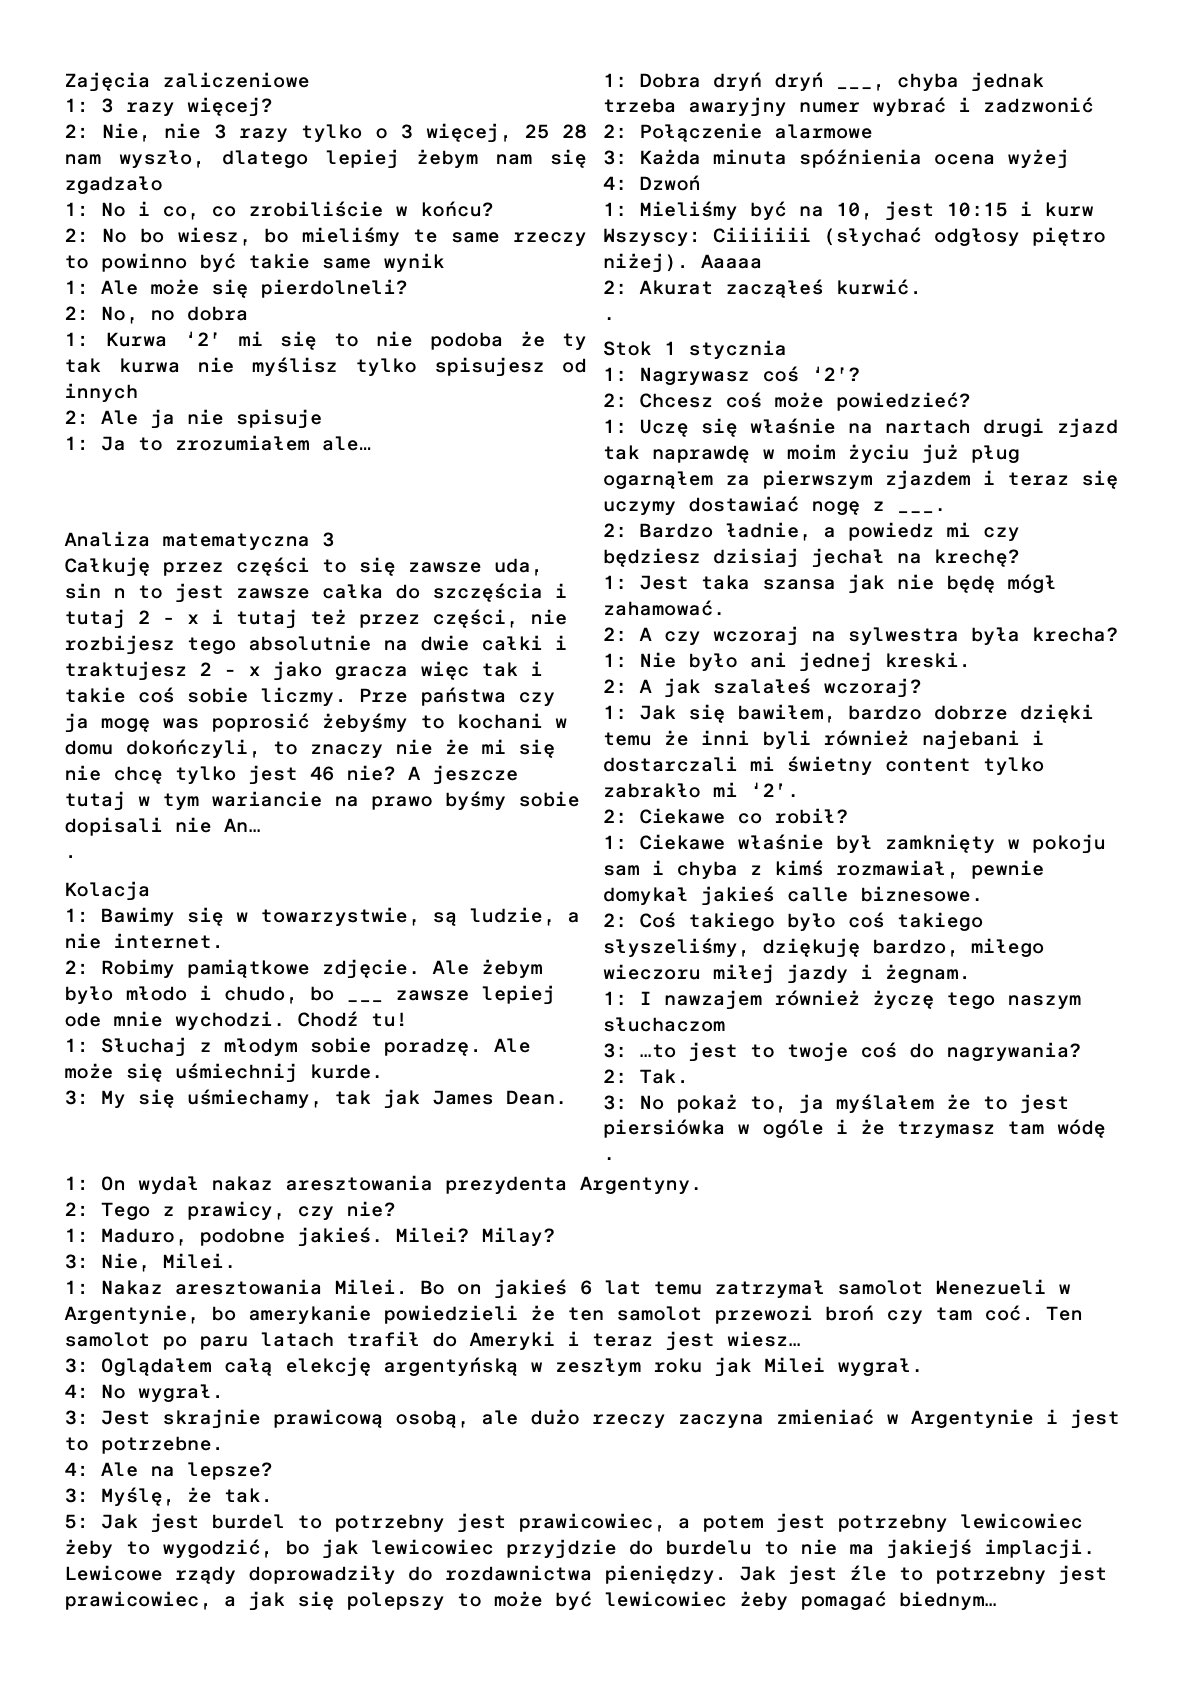 Zajęcia zaliczeniowe
1: 3 razy więcej?
2: Nie, nie 3 razy tylko o 3 więcej, 25 28
nam wyszło, dlatego lepiej żebym nam się
zgadzało
1: No i co, co zrobiliście w końcu?
2: No bo wiesz, bo mieliśmy te same rzeczy
to powinno być takie same wynik
1: Ale może się pierdolneli?
2: No, no dobra
1: Kurwa ‘2’ mi się to nie podoba że ty
tak kurwa nie myślisz tylko spisujesz od
innych
2: Ale ja nie spisuje
1: Ja to zrozumiałem ale…
Analiza matematyczna 3
Całkuję przez części to się zawsze uda,
sin n to jest zawsze całka do szczęścia i
tutaj 2 - x i tutaj też przez części, nie
rozbijesz tego absolutnie na dwie całki i
traktujesz 2 - x jako gracza więc tak i
takie coś sobie liczmy. Prze państwa czy
ja mogę was poprosić żebyśmy to kochani w
domu dokończyli, to znaczy nie że mi się
nie chcę tylko jest 46 nie? A jeszcze
tutaj w tym wariancie na prawo byśmy sobie
dopisali nie An…
.
Kolacja
1: Bawimy się w towarzystwie, są ludzie, a
nie internet.
2: Robimy pamiątkowe zdjęcie. Ale żebym
było młodo i chudo, bo ___ zawsze lepiej
ode mnie wychodzi. Chodź tu!
1: Słuchaj z młodym sobie poradzę. Ale
może się uśmiechnij kurde.
3: My się uśmiechamy, tak jak James Dean.
1: Dobra dryń dryń ___, chyba jednak
trzeba awaryjny numer wybrać i zadzwonić
2: Połączenie alarmowe
3: Każda minuta spóźnienia ocena wyżej
4: Dzwoń
1: Mieliśmy być na 10, jest 10:15 i kurw
Wszyscy: Ciiiiiii (słychać odgłosy piętro
niżej). Aaaaa
2: Akurat zacząłeś kurwić.
.
Stok 1 stycznia
1: Nagrywasz coś ‘2’?
2: Chcesz coś może powiedzieć?
1: Uczę się właśnie na nartach drugi zjazd
tak naprawdę w moim życiu już pług
ogarnąłem za pierwszym zjazdem i teraz się
uczymy dostawiać nogę z ___.
2: Bardzo ładnie, a powiedz mi czy
będziesz dzisiaj jechał na krechę?
1: Jest taka szansa jak nie będę mógł
zahamować.
2: A czy wczoraj na sylwestra była krecha?
1: Nie było ani jednej kreski.
2: A jak szalałeś wczoraj?
1: Jak się bawiłem, bardzo dobrze dzięki
temu że inni byli również najebani i
dostarczali mi świetny content tylko
zabrakło mi ‘2’.
2: Ciekawe co robił?
1: Ciekawe właśnie był zamknięty w pokoju
sam i chyba z kimś rozmawiał, pewnie
domykał jakieś calle biznesowe.
2: Coś takiego było coś takiego
słyszeliśmy, dziękuję bardzo, miłego
wieczoru miłej jazdy i żegnam.
1: I nawzajem również życzę tego naszym
słuchaczom
3: …to jest to twoje coś do nagrywania?
2: Tak.
3: No pokaż to, ja myślałem że to jest
piersiówka w ogóle i że trzymasz tam wódę
.
1: On wydał nakaz aresztowania prezydenta Argentyny.
2: Tego z prawicy, czy nie?
1: Maduro, podobne jakieś. Milei? Milay?
3: Nie, Milei.
1: Nakaz aresztowania Milei. Bo on jakieś 6 lat temu zatrzymał samolot Wenezueli w
Argentynie, bo amerykanie powiedzieli że ten samolot przewozi broń czy tam coć. Ten
samolot po paru latach trafił do Ameryki i teraz jest wiesz…
3: Oglądałem całą elekcję argentyńską w zeszłym roku jak Milei wygrał.
4: No wygrał.
3: Jest skrajnie prawicową osobą, ale dużo rzeczy zaczyna zmieniać w Argentynie i jest
to potrzebne.
4: Ale na lepsze?
3: Myślę, że tak.
5: Jak jest burdel to potrzebny jest prawicowiec, a potem jest potrzebny lewicowiec
żeby to wygodzić, bo jak lewicowiec przyjdzie do burdelu to nie ma jakiejś implacji.
Lewicowe rządy doprowadziły do rozdawnictwa pieniędzy. Jak jest źle to potrzebny jest
prawicowiec, a jak się polepszy to może być lewicowiec żeby pomagać biednym…